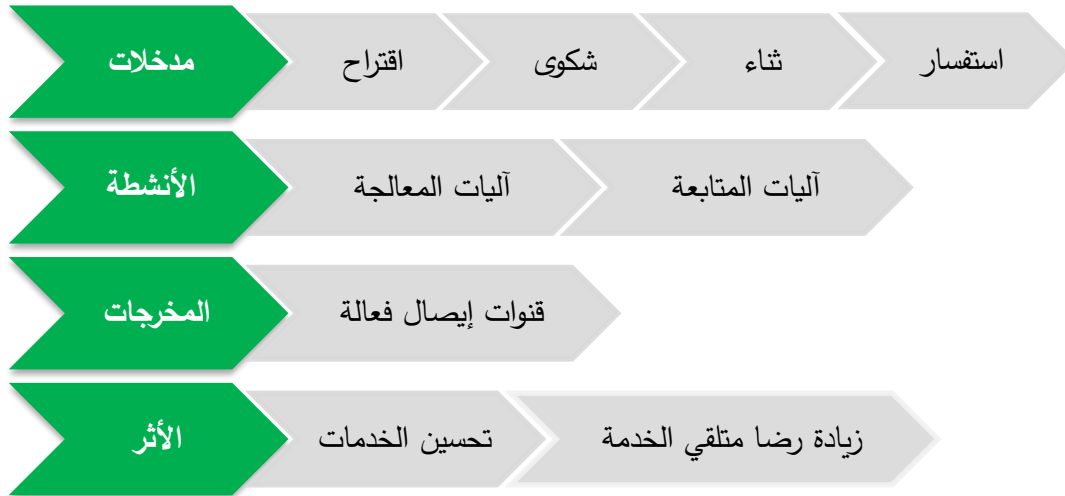 مدخلات
اقتراح
شكوى
ثناء
استفسار
الأنشطة
آليات المعالجة
آليات المتابعة
المخرجات
قنوات إيصال فعالة
الأثر
تحسين الخدمات
زيادة رضا متلقي الخدمة